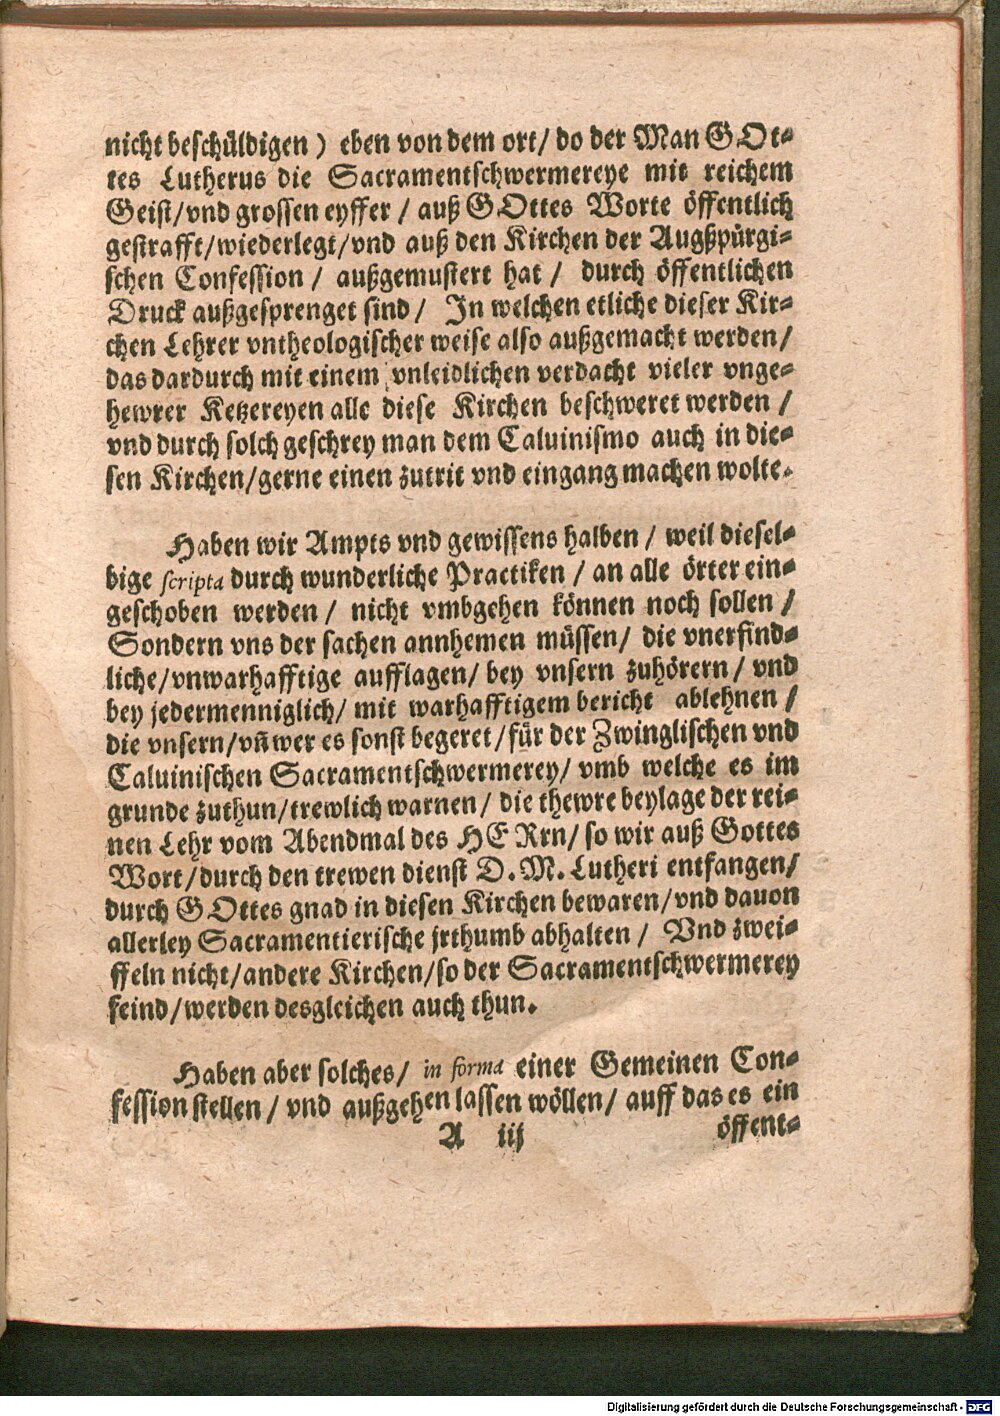 nicht beschüldigen) eben von dem ort/ do der Man GOt-
tes Lutherus die Sacramentschwermereye mit reichem
Geist/vnd grossen eyffer / auß GOttes Worte öffentlich
gestrafft/wiederlegt/vnd auß den Kirchen der Augßpürgi-
schen Confession / außgemustert hat / durch öffentlichen
Druck außgesprenget sind / In welchen etliche dieser Kir-
chen Lehrer vntheologischer weise also außgemacht werden/
das dardurch mit einem vnleidlichen verdacht vieler vnge-
hewrer Ketzereyen alle diese Kirchen beschweret werden /
vnd durch solch geschrey man dem Caluinismo auch in die-
sen Kirchen/gerne einen zutrit vnd eingang machen wolte.
Haben wir Ampts vnd gewissens halben / weil diesel-
bige scripta durch wunderliche Practiken / an alle örter ein-
geschoben werden / nicht vmbgehen können noch sollen /
Sondern vns der sachen annhemen müssen/ die vnerfind-
liche/vnwarhafftige aufflagen/ bey vnsern zuhörern/ vnd
bey jedermenniglich/ mit warhafftigem bericht ablehnen /
die vnsern/vñ wer es sonst begeret/für der Zwinglischen vnd
Caluinischen Sacramentschwermerey/ vmb welche es im
grunde zuthun/trewlich warnen/ die thewre beylage der rei-
nen Lehr vom Abendmal des HERrn/ so wir auß Gottes
Wort/durch den trewen dienst D. M. Lutheri entfangen/
durch GOttes gnad in diesen Kirchen bewaren/vnd dauon
allerley Sacramentierische jrthumb abhalten / Vnd zwei-
ffeln nicht/andere Kirchen/so der Sacramentschwermerey
feind/werden desgleichen auch thun.
Haben aber solches/ in forma einer Gemeinen Con-
fession stellen / vnd außgehen lassen wöllen/ auff das es ein
A iij öffent-
Digitalisierung gefördert durch die Deutsche Forschungsgemeinschaft - DFG